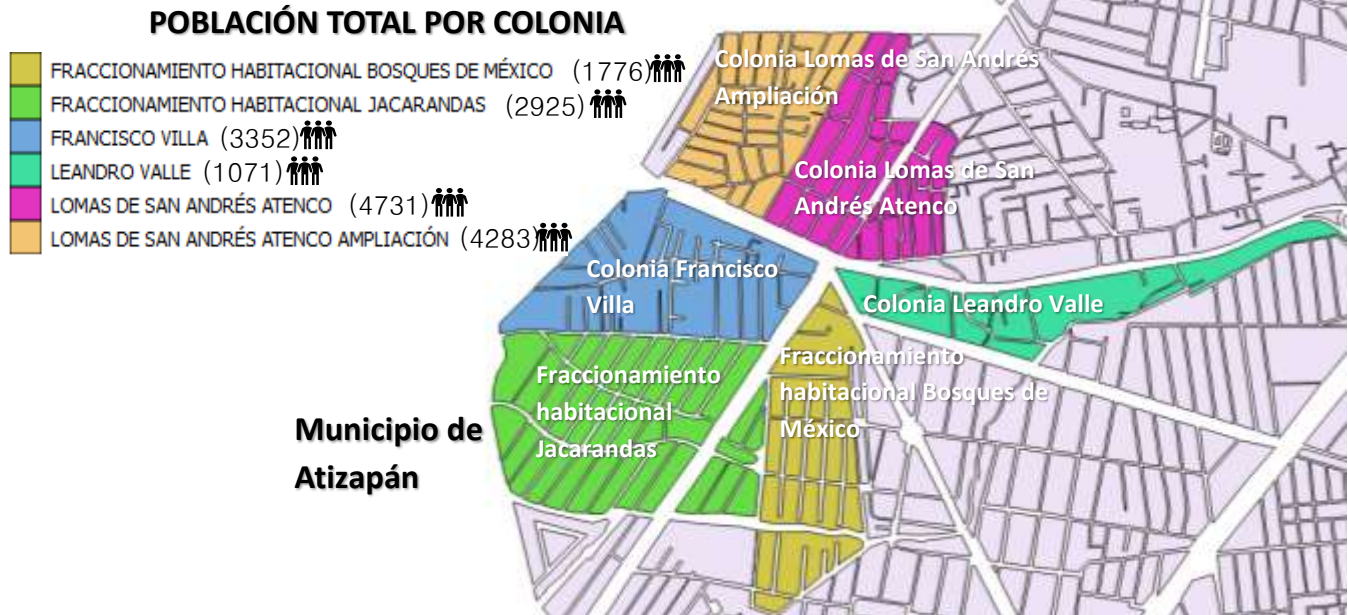 POBLACIÓN TOTAL POR COLONIA
FRACCIONAMIENTO HABITACIONAL BOSQUES DE MÉXICO (1776)
FRACCIONAMIENTO HABITACIONAL JACARANDAS (2925)
FRANCISCO VILLA (3352)
LEANDRO VALLE (1071)
LOMAS DE SAN ANDRÉS ATENCO (4731)
LOMAS DE SAN ANDRÉS ATENCO AMPLIACIÓN (4283)
Colonia Lomas de San Andrés
Ampliación
Colonia Lomas de San
Andrés Atenco
Colonia Francisco
Villa
Colonia Leandro Valle
Fraccionamiento
habitacional Bosques de
México
Fraccionamiento
habitacional
Jacarandas
Municipio de
Atizapán